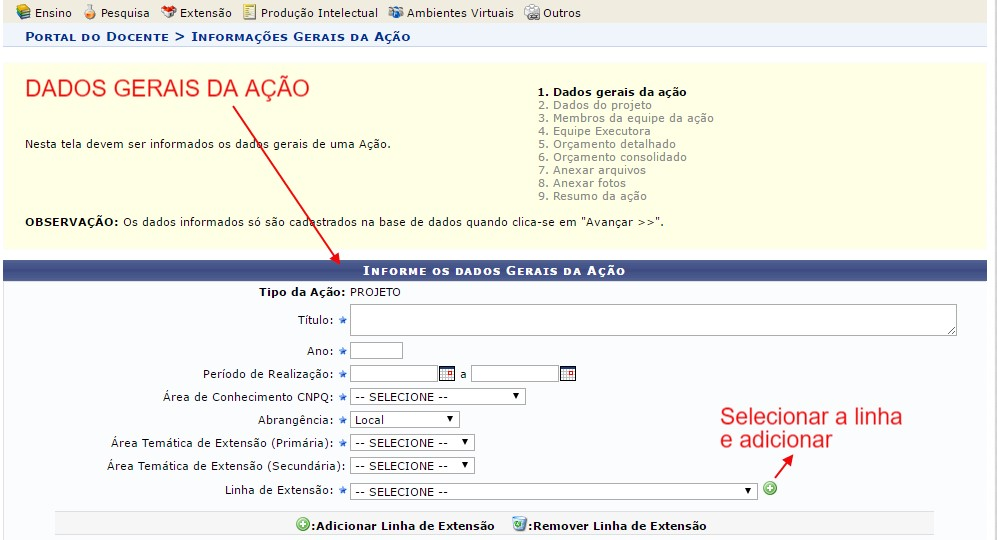 Ensino Pesquisa Extensão Produção Intelectual Ambientes Virtuais Outros
Portal do Docente > Informações Gerais da Ação
DADOS GERAIS DA AÇÃO
Nesta tela devem ser informados os dados gerais de uma Ação.
1. Dados gerais da ação
2. Dados do projeto
3. Membros da equipe da ação
4. Equipe Executora
5. Orçamento detalhado
6. Orçamento consolidado
7. Anexar arquivos
8. Anexar fotos
9. Resumo da ação
OBSERVAÇÃO: Os dados informados só são cadastrados na base de dados quando clica-se em "Avançar >>".
Informe os dados Gerais da Ação
Tipo da Ação: PROJETO
Título:
Ano:
Período de Realização: a
Área de Conhecimento CNPQ: -- SELECIONE --
Abrangência: Local
Área Temática de Extensão (Primária): -- SELECIONE --
Área Temática de Extensão (Secundária): -- SELECIONE --
Linha de Extensão: -- SELECIONE --
Selecionar a linha
e adicionar
:Adicionar Linha de Extensão :Remover Linha de Extensão